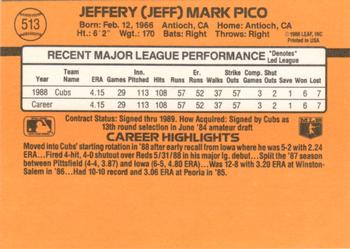 513
JEFFERY (JEFF) MARK PICO
Born: Feb. 12, 1966 Antioch, CA Home: Antioch, CA
Ht.: 6' 2" Wgt.: 170 Bats: Right Throws: Right
© 1988 LEAF, INC
Printed in USA
RECENT MAJOR LEAGUE PERFORMANCE *Denotes* Led League
ERA Games Inn. Pitched Hits Runs Er. Runs Walks Strike Outs Comp. Games Shut Outs Saves Won Lost
1988 Cubs 4.15 29 113 108 57 52 37 57 3 2 1 6 7
Career 4.15 29 113 108 57 52 37 57 3 2 1 6 7
Contract Status: Signed thru 1989. How Acquired: Signed by Cubs as
13th round selection in June '84 amateur draft
CAREER HIGHLIGHTS
Moved into Cubs' starting rotation in '88 after early recall from Iowa where he was 5-2 with 2.24
ERA...Fired 4-hit, 4-0 shutout over Reds 5/31/88 in his major lg. debut... Split the '87 season
between Pittsfield (4-4, 3.87) and Iowa (6-5, 4.80 ERA)...Was 12-8 with 3.20 ERA at Winston-
Salem in '86... Had 10-10 record and 3.06 ERA at Peoria in '85.